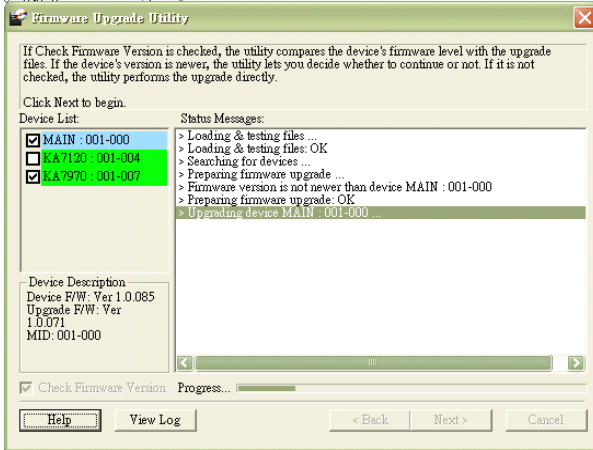 Firmware Upgrade Utility
If Check Firmware Version is checked, the utility compares the device's firmware level with the upgrade
files. If the device's version is newer, the utility lets you decide whether to continue or not. If it is not
checked, the utility performs the upgrade directly.
Click Next to begin.
Device List:
MAIN : 001-000
KA7120 : 001-004
KA7970 : 001-007
Status Messages:
> Loading & testing files ...
> Loading & testing files: OK
> Searching for devices ...
> Preparing firmware upgrade ...
> Firmware version is not newer than device MAIN : 001-000
> Preparing firmware upgrade: OK
> Upgrading device MAIN : 001-000 ...
Device Description
Device F/W: Ver 1.0.085
Upgrade F/W: Ver
1.0.071
MID: 001-000
Check Firmware Version Progress...
Help View Log < Back Next > Cancel